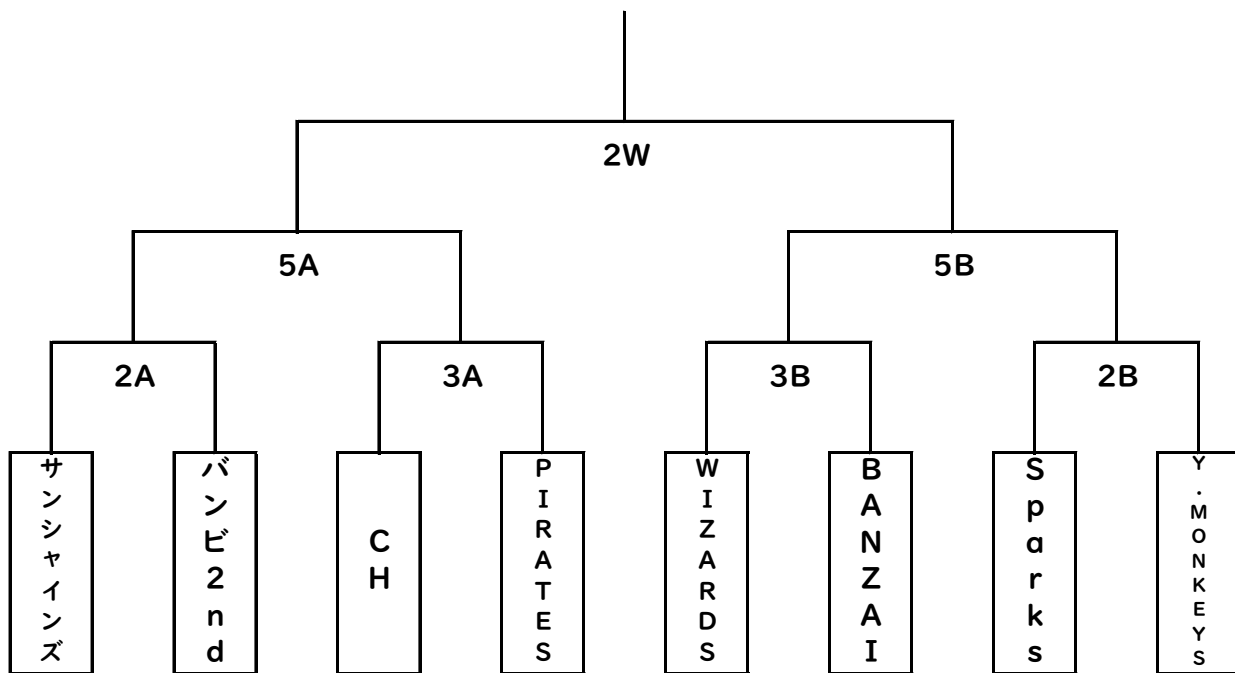 2W
5A
5B
2A
3A
3B
2B
サンシャインズ
バンビ2nd
CH
PIRATES
WIZARDS
BANZAI
Sparks
Y.MONKEYS